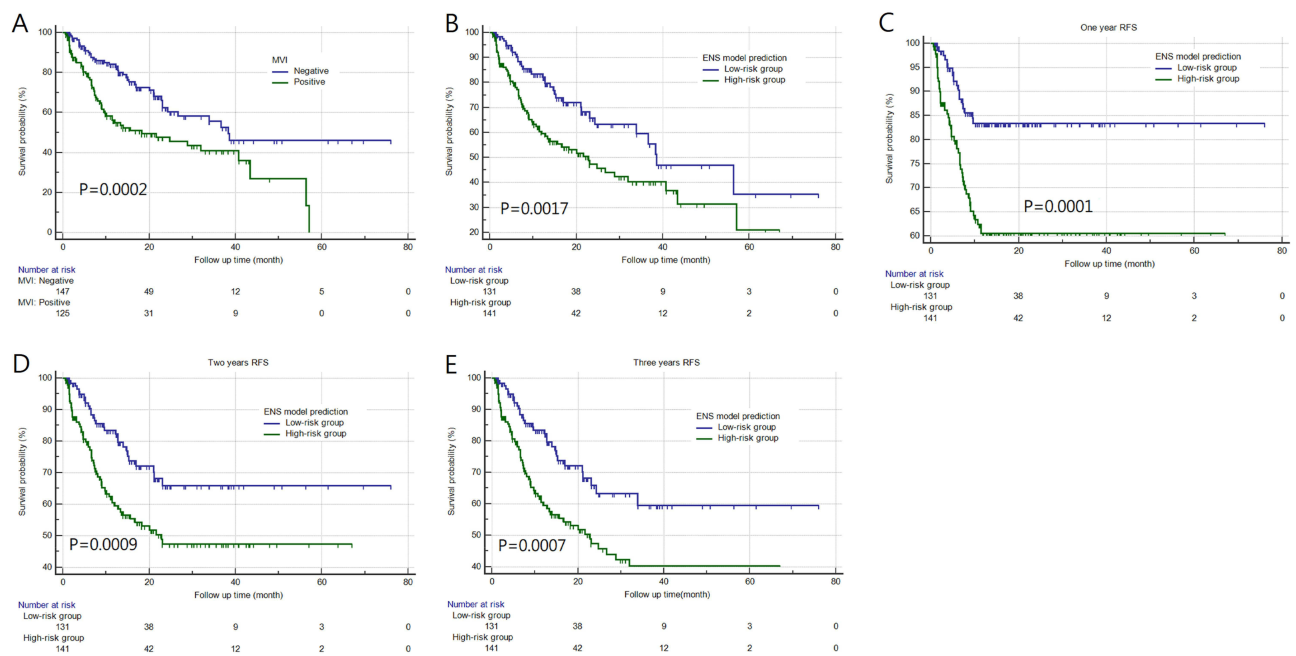 A
MVI
Negative
Positive
Survival probability (%)
100
80
60
40
20
0
P=0.0002
0 20 40 60 80
Follow up time (month)
Number at risk
MVI: Negative
147 49 12 5 0
MVI: Positive
125 31 9 0 0
B
ENS model prediction
Low-risk group
High-risk group
Survival probability (%)
100
90
80
70
60
50
40
30
20
P=0.0017
0 20 40 60 80
Follow up time (month)
Number at risk
Low-risk group
131 38 9 3 0
High-risk group
141 42 12 2 0
C
One year RFS
ENS model prediction
Low-risk group
High-risk group
Survival probability (%)
100
95
90
85
80
75
70
65
60
P=0.0001
0 20 40 60 80
Follow up time (month)
Number at risk
Low-risk group
131 38 9 3 0
High-risk group
141 42 12 2 0
D
Two years RFS
ENS model prediction
Low-risk group
High-risk group
Survival probability (%)
100
90
80
70
60
50
40
P=0.0009
0 20 40 60 80
Follow up time (month)
Number at risk
Low-risk group
131 38 9 3 0
High-risk group
141 42 12 2 0
E
Three years RFS
ENS model prediction
Low-risk group
High-risk group
Survival probability (%)
100
90
80
70
60
50
40
P=0.0007
0 20 40 60 80
Follow up time(month)
Number at risk
Low-risk group
131 38 9 3 0
High-risk group
141 42 12 2 0